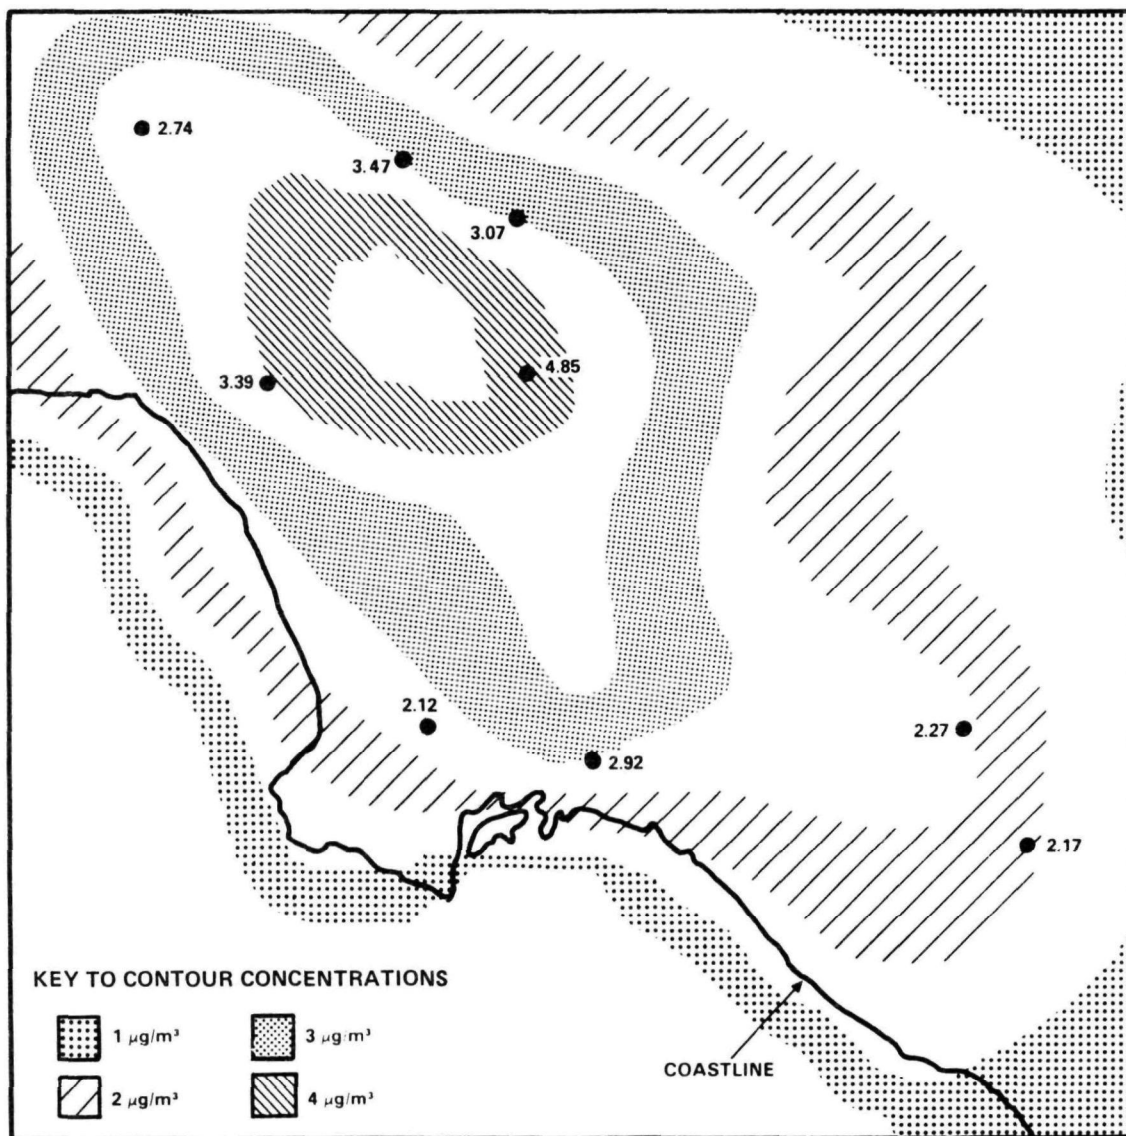 2.74
3.47
3.07
3.39
4.85
2.12
2.92
2.27
2.17
KEY TO CONTOUR CONCENTRATIONS
1 µg/m³
3 µg/m³
2 µg/m³
4 µg/m³
COASTLINE